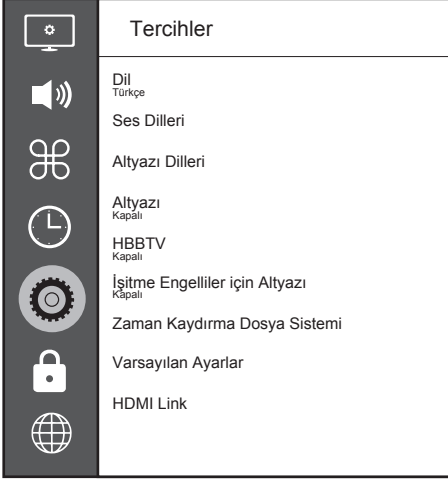 Tercihler
Dil
Türkçe
Ses Dilleri
Altyazı Dilleri
Altyazı
Kapalı
HBBTV
Kapalı
İşitme Engelliler için Altyazı
Kapalı
Zaman Kaydırma Dosya Sistemi
Varsayılan Ayarlar
HDMI Link